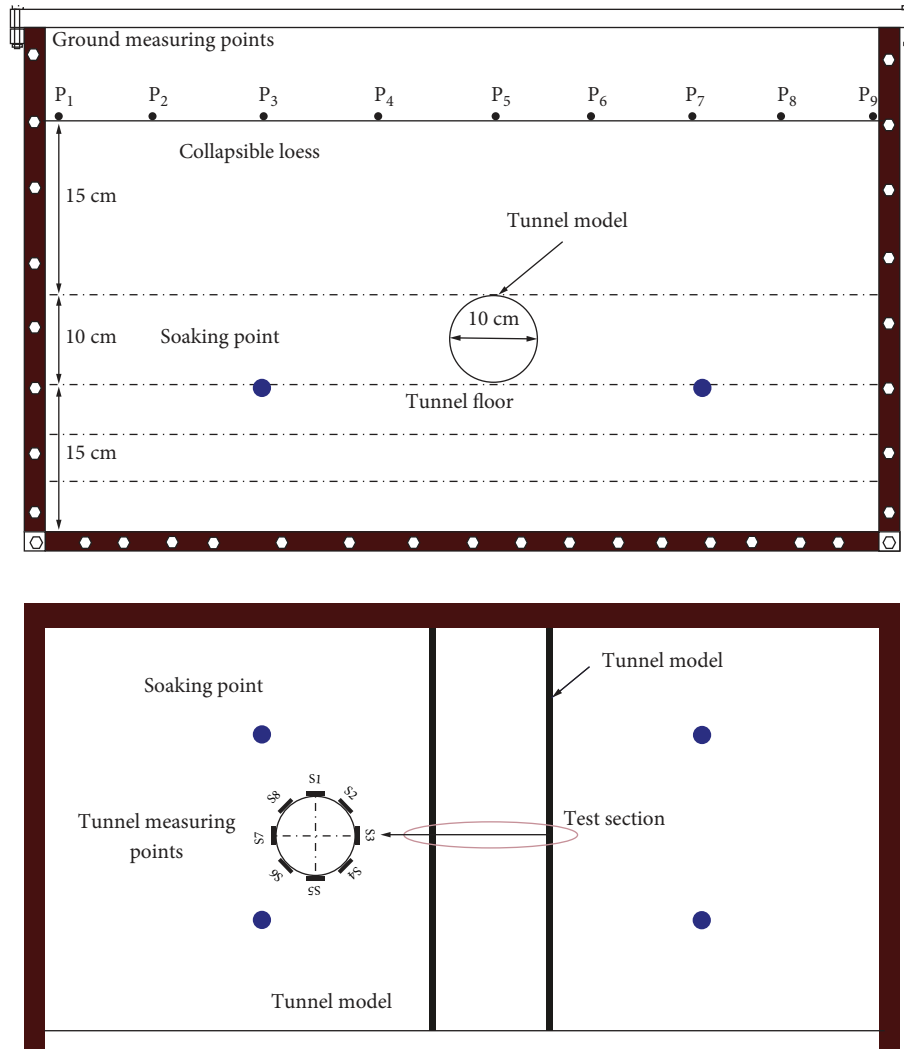 Ground measuring points
P1 P2 P3 P4 P5 P6 P7 P8 P9
Collapsible loess
15 cm
Tunnel model
10 cm
Soaking point
10 cm
Tunnel floor
15 cm
Tunnel model
Soaking point
S1
S2
S3
S4
S5
S6
S7
S8
Tunnel measuring
points
Test section
Tunnel model